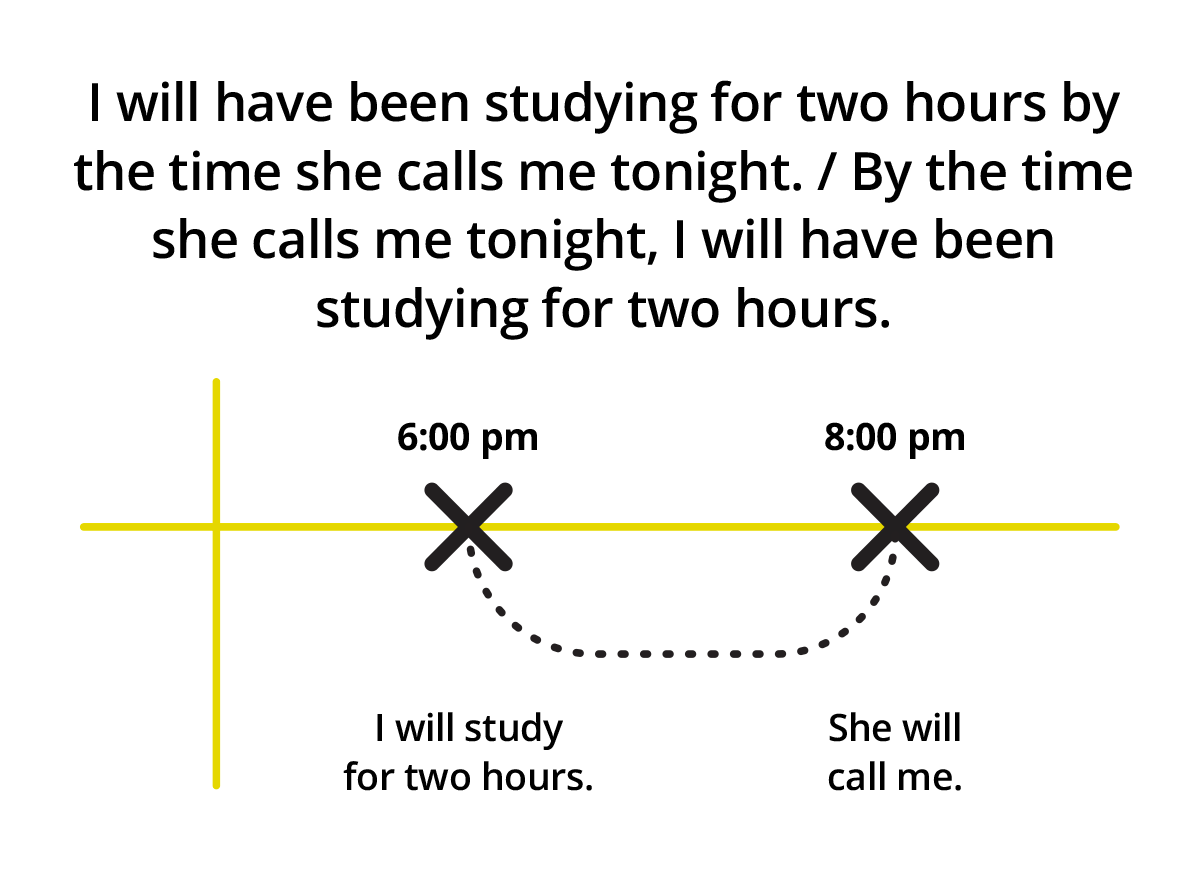 I will have been studying for two hours by
the time she calls me tonight. / By the time
she calls me tonight, I will have been
studying for two hours.
6:00 pm
8:00 pm
I will study
for two hours.
She will
call me.